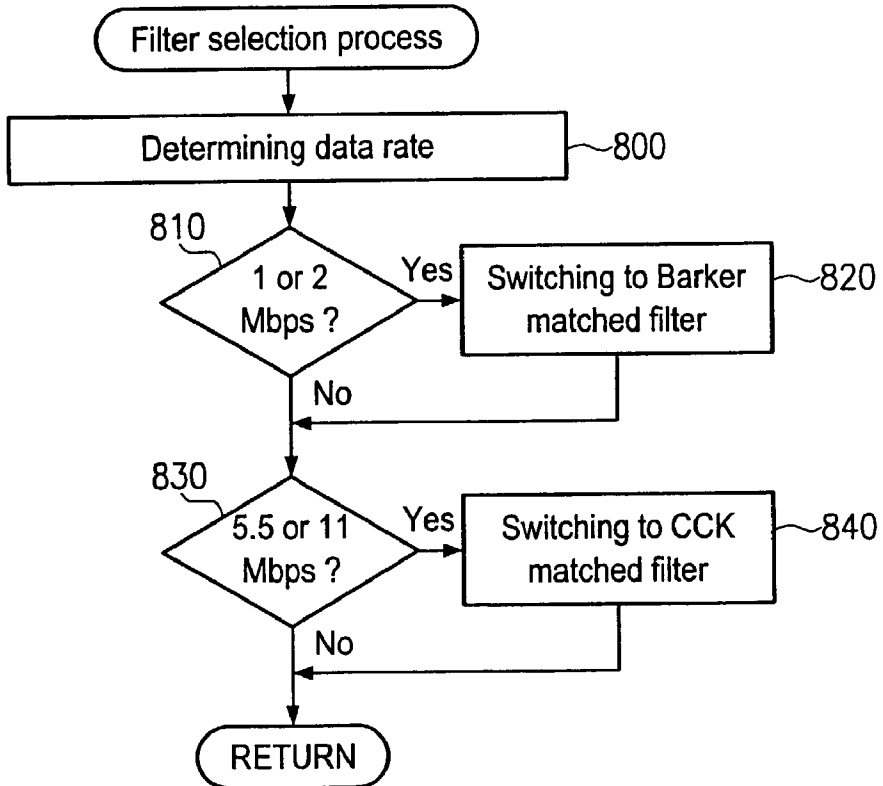 Filter selection process
Determining data rate
800
810
1 or 2
Mbps ?
Yes
Switching to Barker
matched filter
820
No
830
5.5 or 11
Mbps ?
Yes
Switching to CCK
matched filter
840
No
RETURN